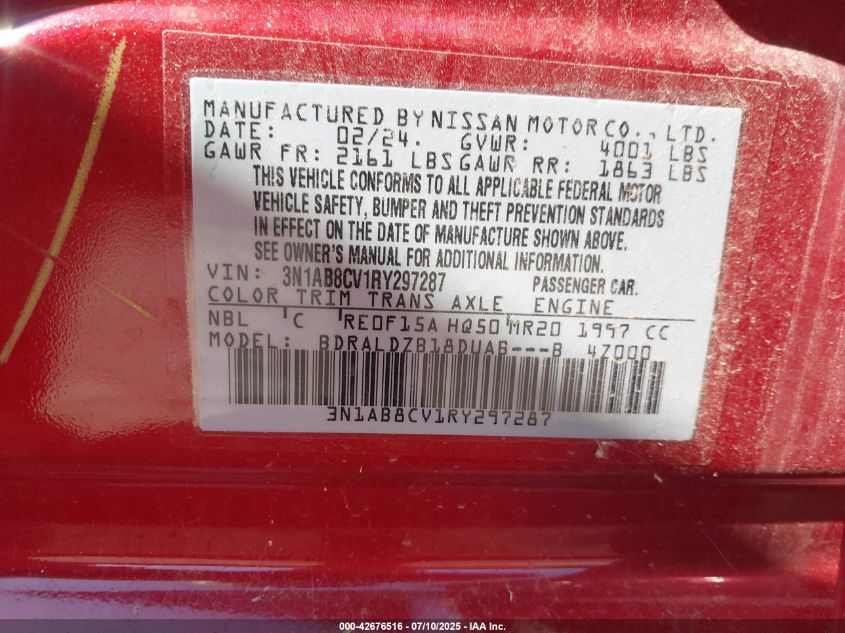 MANUFACTURED BY NISSAN MOTOR CO., LTD.
DATE: 02/24. GVWR: 4001 LBS
GAWR FR: 2161 LBS GAWR RR: 1863 LBS
THIS VEHICLE CONFORMS TO ALL APPLICABLE FEDERAL MOTOR
VEHICLE SAFETY, BUMPER AND THEFT PREVENTION STANDARDS
IN EFFECT ON THE DATE OF MANUFACTURE SHOWN ABOVE.
SEE OWNER'S MANUAL FOR ADDITIONAL INFORMATION.
VIN: 3N1AB8CV1RY297287 PASSENGER CAR.
COLOR TRIM TRANS AXLE ENGINE
NBL C RE0F15A HQ50 MR20 1997 CC
MODEL: BDRALDZB18DUAB---B 47000
3N1AB8CV1RY297287
000-42676516 - 07/10/2025 - IAA Inc.